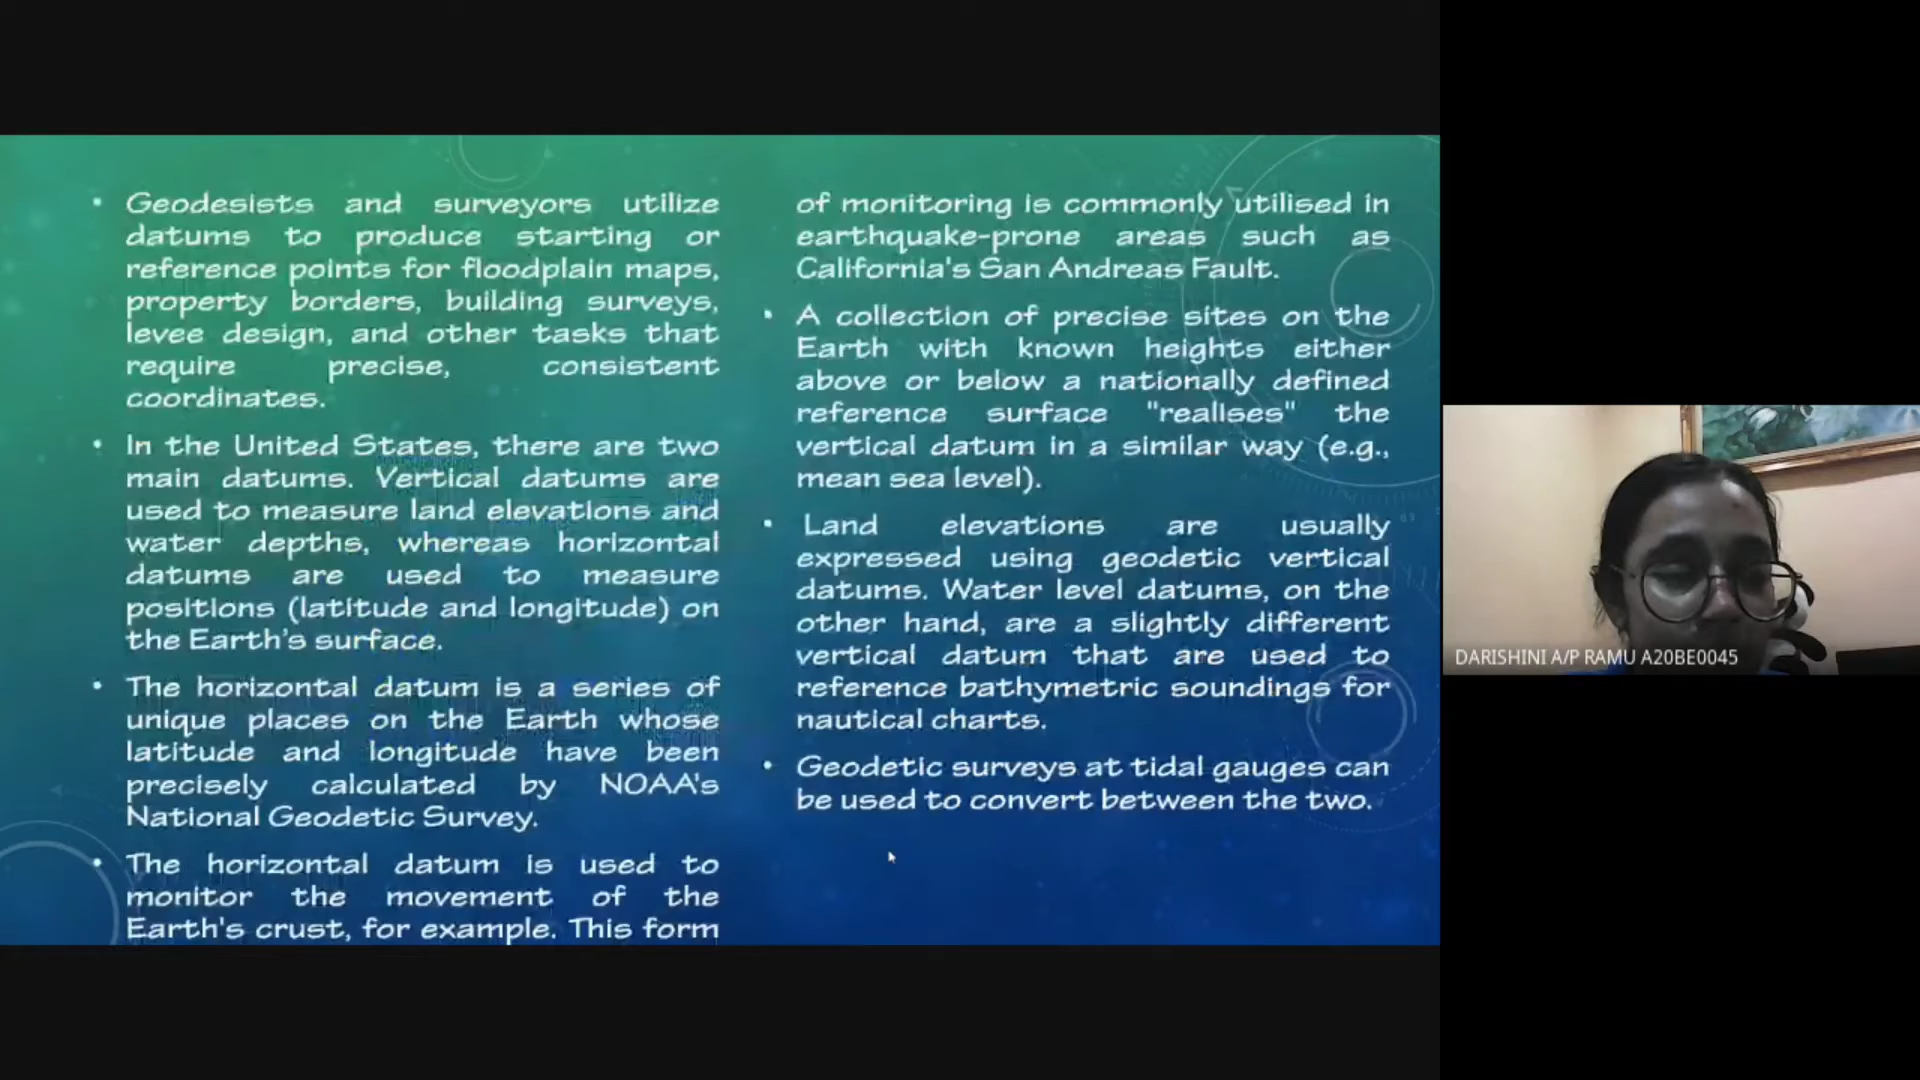 • Geodesists and surveyors utilize
datums to produce starting or
reference points for floodplain maps,
property borders, building surveys,
levee design, and other tasks that
require precise, consistent
coordinates.
• In the United States, there are two
main datums. Vertical datums are
used to measure land elevations and
water depths, whereas horizontal
datums are used to measure
positions (latitude and longitude) on
the Earth's surface.
• The horizontal datum is a series of
unique places on the Earth whose
latitude and longitude have been
precisely calculated by NOAA's
National Geodetic Survey.
• The horizontal datum is used to
monitor the movement of the
Earth's crust, for example. This form
of monitoring is commonly utilised in
earthquake-prone areas such as
California's San Andreas Fault.
• A collection of precise sites on the
Earth with known heights either
above or below a nationally defined
reference surface "realises" the
vertical datum in a similar way (e.g.,
mean sea level).
• Land elevations are usually
expressed using geodetic vertical
datums. Water level datums, on the
other hand, are a slightly different
vertical datum that are used to
reference bathymetric soundings for
nautical charts.
• Geodetic surveys at tidal gauges can
be used to convert between the two.
DARISHINI A/P RAMU A20BE0045